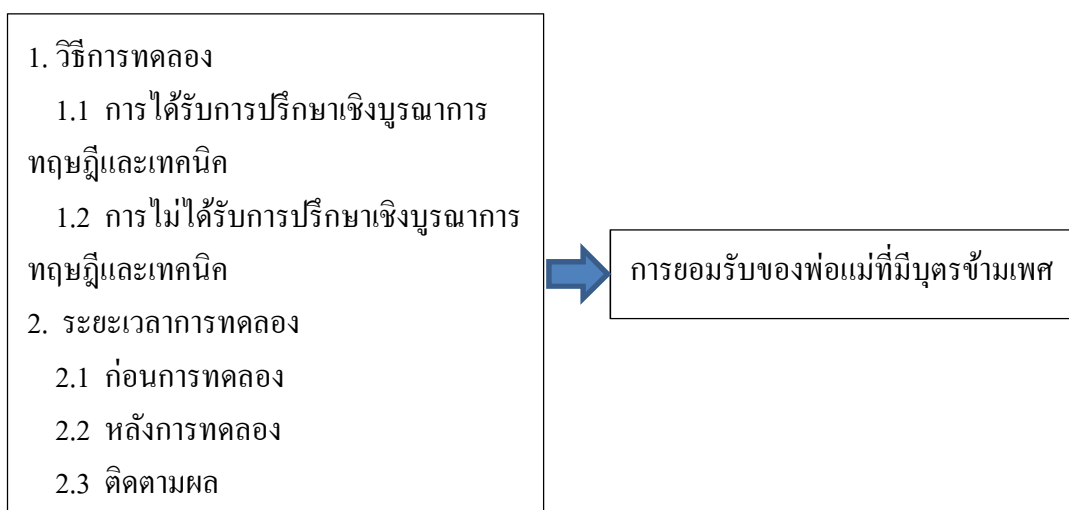 1. วิธีการทดลอง
1.1 การได้รับการปรึกษาเชิงบูรณาการ
ทฤษฎีและเทคนิค
1.2 การไม่ได้รับการปรึกษาเชิงบูรณาการ
ทฤษฎีและเทคนิค
2. ระยะเวลาการทดลอง
2.1 ก่อนการทดลอง
2.2 หลังการทดลอง
2.3 ติดตามผล
การยอมรับของพ่อแม่ที่มีบุตรข้ามเพศ